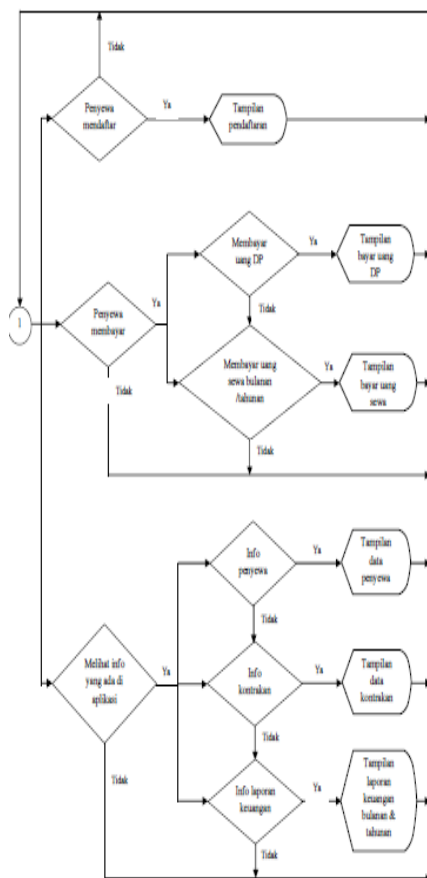 Tidak
Penyewa
mendaftar
Ya
Tampilan
pendaftaran
Membayar
uang DP
Ya
Tampilan
bayar uang
DP
Tidak
1
Penyewa
membayar
Ya
Membayar uang
sewa bulanan
/tahunan
Ya
Tampilan
bayar uang
sewa
Tidak
Tidak
Info
penyewa
Ya
Tampilan
data
penyewa
Tidak
Melihat info
yang ada di
aplikasi
Ya
Info
kontrakan
Ya
Tampilan
data
kontrakan
Tidak
Info laporan
keuangan
Ya
Tampilan
laporan
keuangan
bulanan &
tahunan
Tidak
Tidak